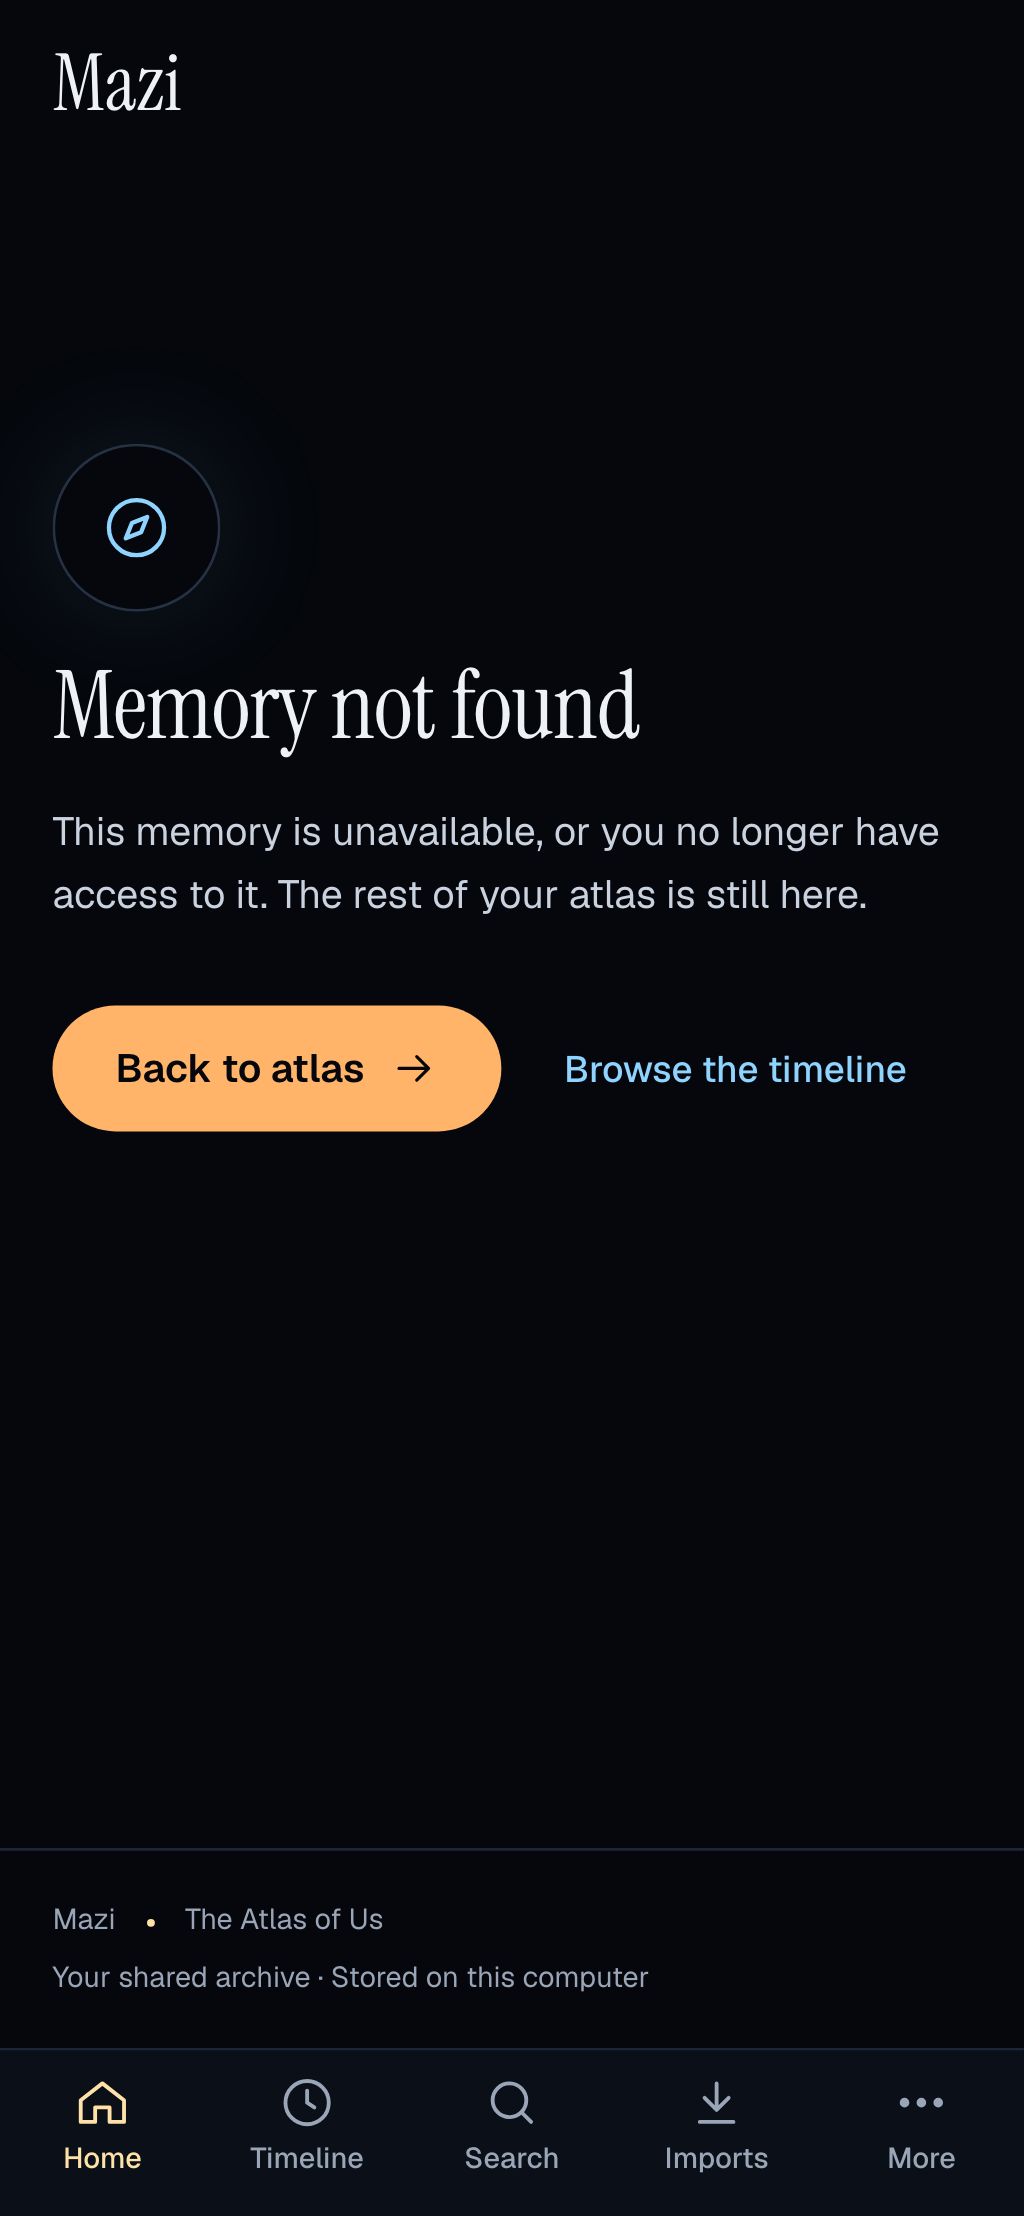 Mazi
Memory not found
This memory is unavailable, or you no longer have
access to it. The rest of your atlas is still here.
Back to atlas → Browse the timeline
Mazi • The Atlas of Us
Your shared archive · Stored on this computer
Home Timeline Search Imports More